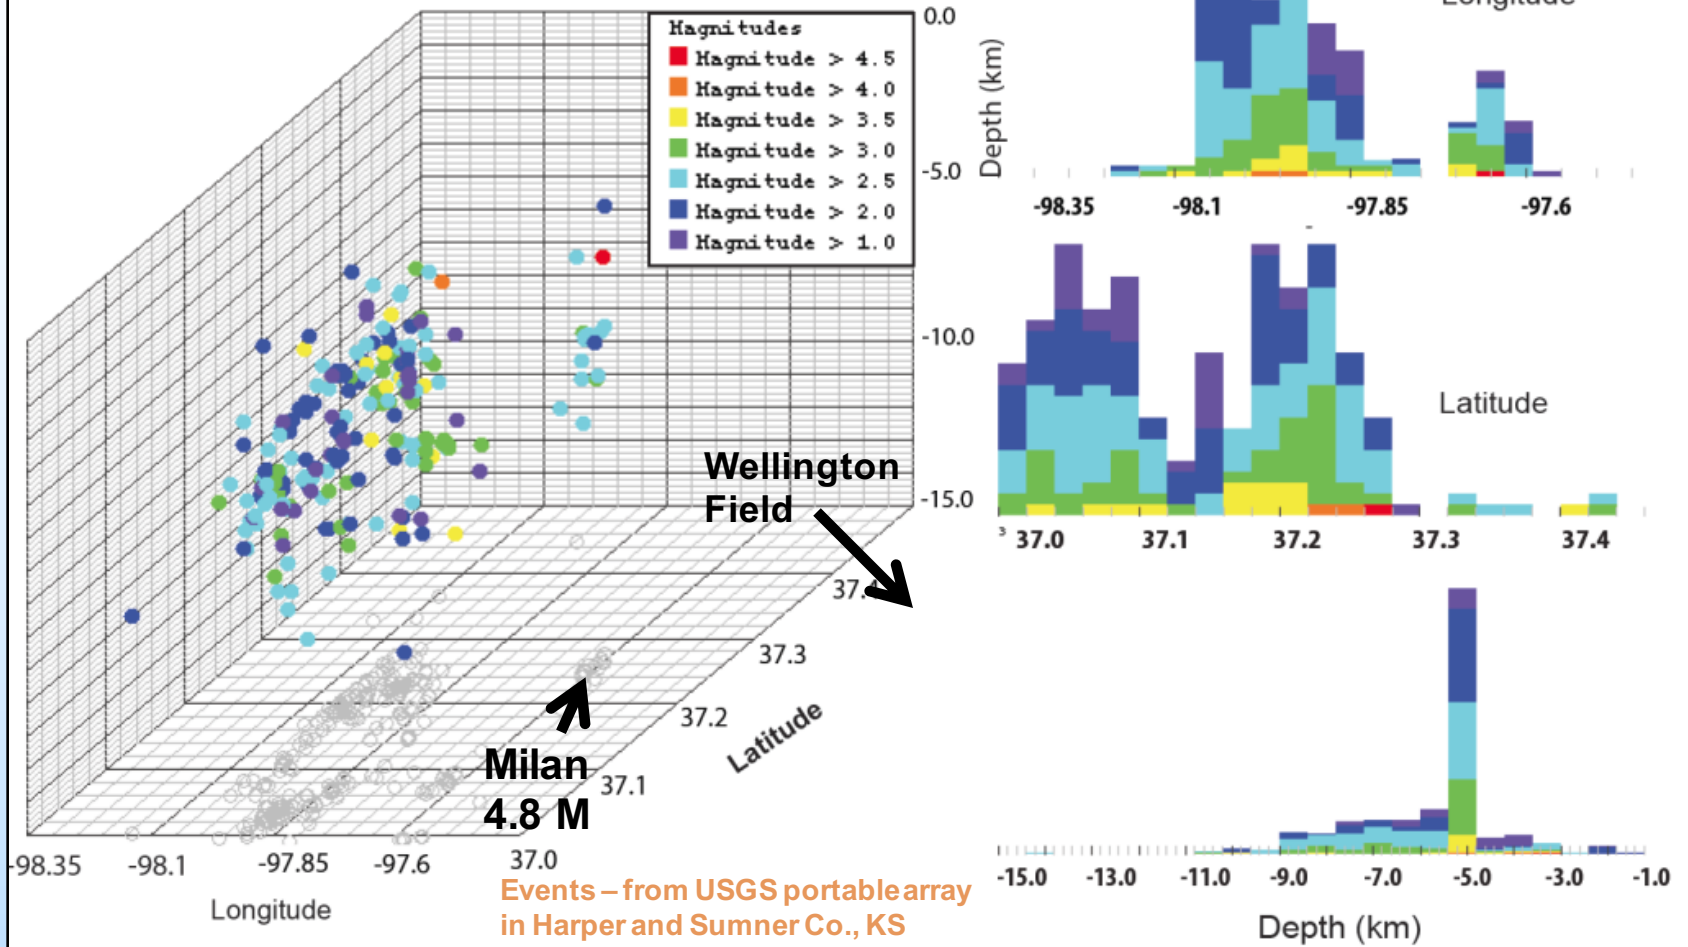 Magnitudes
Magnitude > 4.5
Magnitude > 4.0
Magnitude > 3.5
Magnitude > 3.0
Magnitude > 2.5
Magnitude > 2.0
Magnitude > 1.0
0.0
-5.0
-10.0
-15.0
Depth (km)
Wellington
Field
37.4
37.3
37.2
37.1
37.0
Latitude
Milan
4.8 M
-98.35 -98.1 -97.85 -97.6
Longitude
Events – from USGS portable array
in Harper and Sumner Co., KS
Longitude
-98.35 -98.1 -97.85 -97.6
Latitude
3 37.0 37.1 37.2 37.3 37.4
-15.0 -13.0 -11.0 -9.0 -7.0 -5.0 -3.0 -1.0
Depth (km)